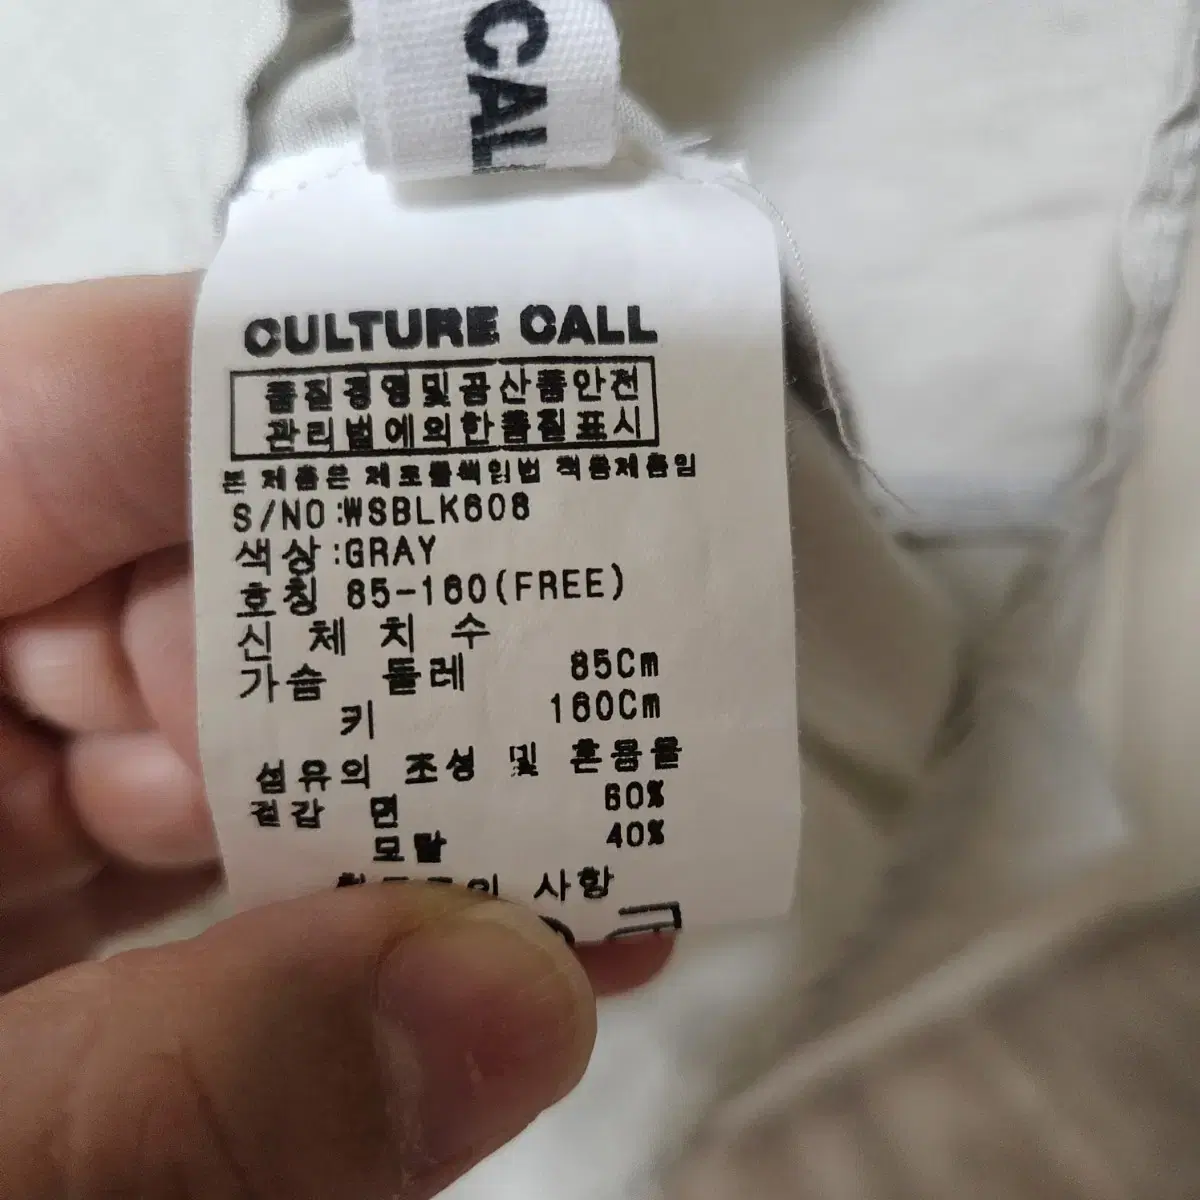 CAL
CULTURE CALL
품질경영및공산품안전
관리법에의한품질표시
본 제품은 제조물책임법 적용제품임
S/NO:WSBLK608
색상:GRAY
호칭 85-160(FREE)
신 체 치 수
가슴 둘레 85Cm
키 160Cm
섬유의 조성 및 혼용율
겉감 면 60%
모달 40%
사항